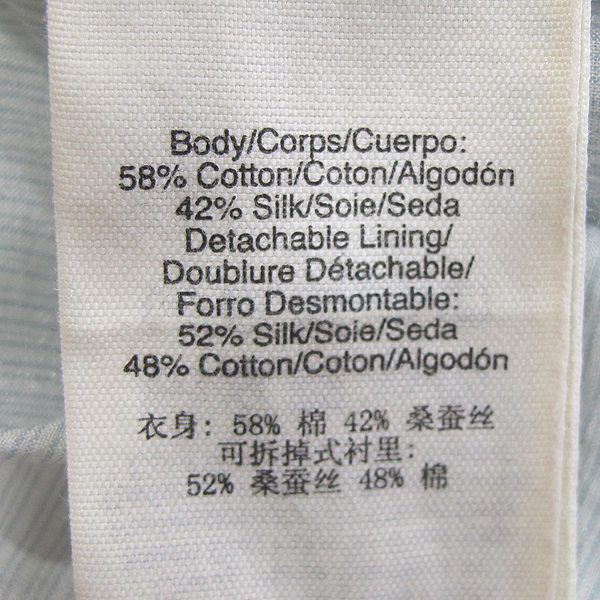 Body/Corps/Cuerpo:
58% Cotton/Coton/Algodón
42% Silk/Soie/Seda
Detachable Lining/
Doublure Détachable/
Forro Desmontable:
52% Silk/Soie/Seda
48% Cotton/Coton/Algodón
衣身: 58% 棉 42% 桑蚕丝
可拆掉式衬里:
52% 桑蚕丝 48% 棉